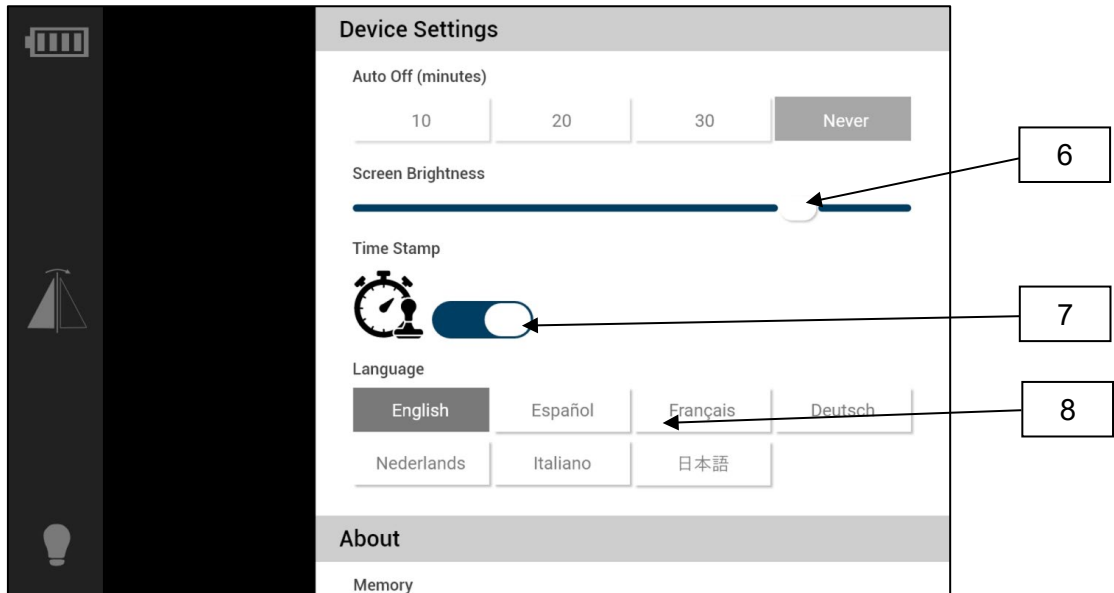 Device Settings
Auto Off (minutes)
10 20 30 Never
Screen Brightness
6
Time Stamp
7
Language
English Español Français Deutsch
8
Nederlands Italiano 日本語
About
Memory